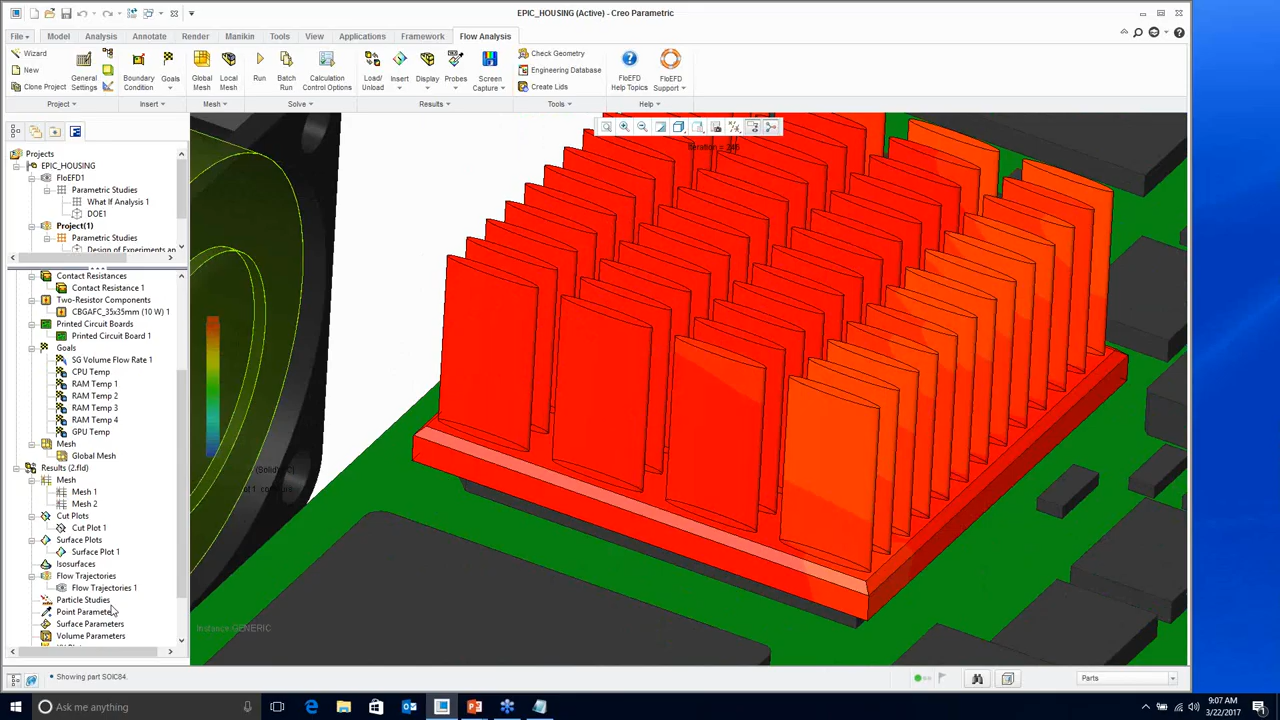 EPIC_HOUSING (Active) - Creo Parametric
File Model Analysis Annotate Render Manikin Tools View Applications Framework Flow Analysis
Wizard
New
Clone Project
General Settings
Boundary Condition
Goals
Global Mesh
Local Mesh
Run
Batch Run
Calculation Control Options
Load/ Unload
Insert
Display
Probes
Screen Capture
Check Geometry
Engineering Database
Create Lids
FloEFD Help Topics
FloEFD Support
Project Insert Mesh Solve Results Tools Help
Projects
EPIC_HOUSING
FloEFD1
Parametric Studies
What If Analysis 1
DOE1
Project(1)
Parametric Studies
Design of Experiments an
Contact Resistances
Contact Resistance 1
Two-Resistor Components
CBGAFC_35x35mm (10 W) 1
Printed Circuit Boards
Printed Circuit Board 1
Goals
SG Volume Flow Rate 1
CPU Temp
RAM Temp 1
RAM Temp 2
RAM Temp 3
RAM Temp 4
GPU Temp
Mesh
Global Mesh
Results (2.fld)
Mesh
Mesh 1
Mesh 2
Cut Plots
Cut Plot 1
Surface Plots
Surface Plot 1
Isosurfaces
Flow Trajectories
Flow Trajectories 1
Particle Studies
Point Parameters
Surface Parameters
Volume Parameters
Iteration = 246
Instance:GENERIC
Showing part SOIC84.
Parts
Ask me anything
9:07 AM
3/22/2017